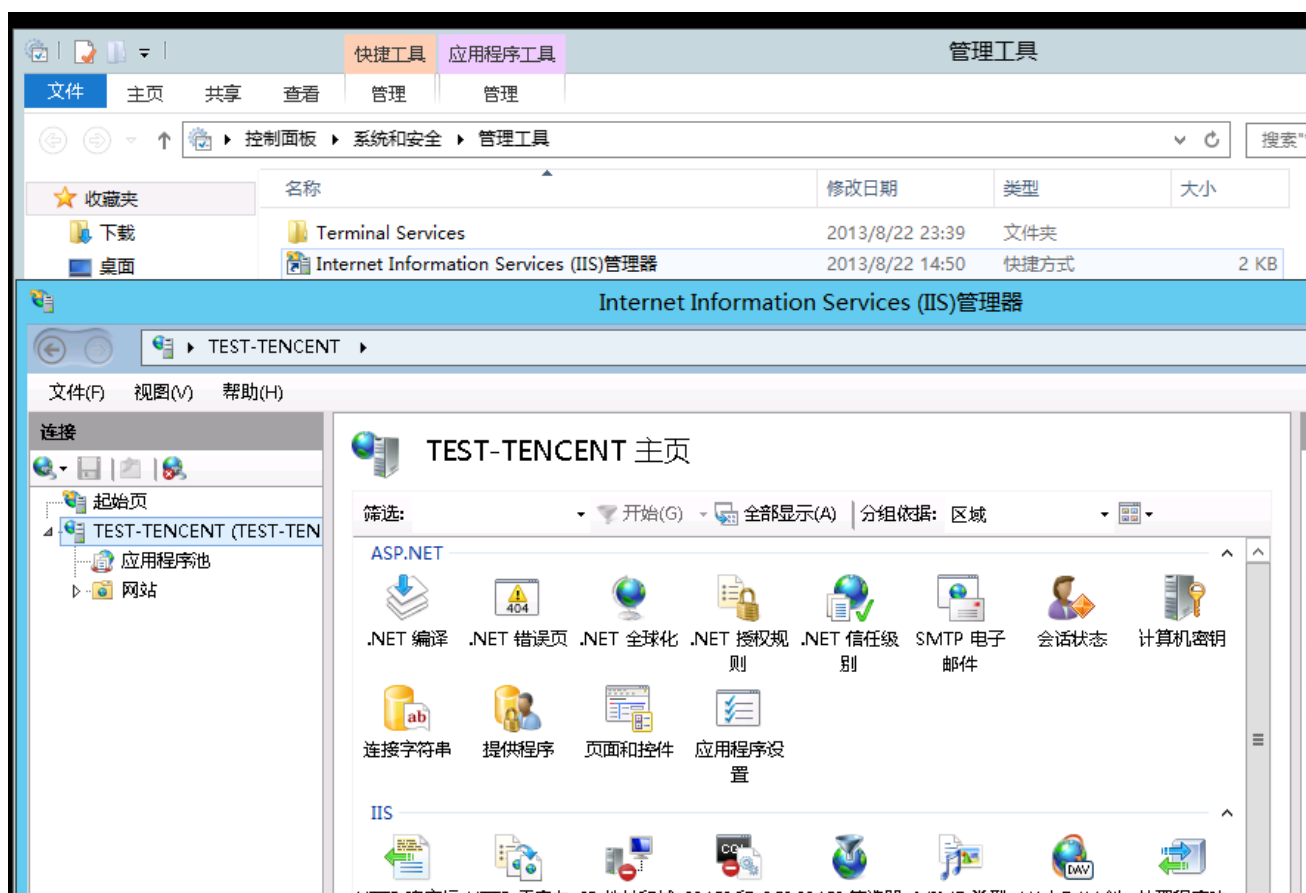 快捷工具 应用程序工具 管理工具
文件 主页 共享 查看 管理 管理
控制面板 系统和安全 管理工具 搜索"
收藏夹 名称 修改日期 类型 大小
下载 Terminal Services 2013/8/22 23:39 文件夹
桌面 Internet Information Services (IIS)管理器 2013/8/22 14:50 快捷方式 2 KB
Internet Information Services (IIS)管理器
TEST-TENCENT
文件(F) 视图(V) 帮助(H)
连接
TEST-TENCENT 主页
起始页
筛选: 开始(G) 全部显示(A) 分组依据: 区域
TEST-TENCENT (TEST-TEN
ASP.NET
应用程序池
网站
404
.NET 编译 .NET 错误页 .NET 全球化 .NET 授权规则 .NET 信任级别 SMTP 电子邮件 会话状态 计算机密钥
ab
连接字符串 提供程序 页面和控件 应用程序设置
IIS
CGI
DAV